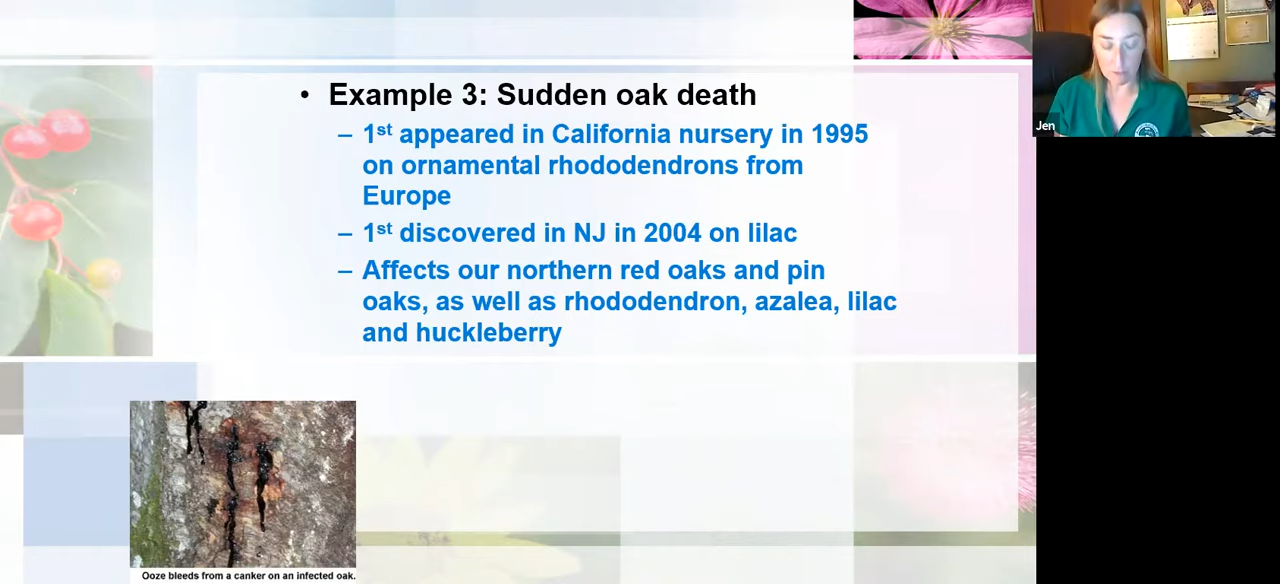 • Example 3: Sudden oak death
– 1st appeared in California nursery in 1995
on ornamental rhododendrons from
Europe
– 1st discovered in NJ in 2004 on lilac
– Affects our northern red oaks and pin
oaks, as well as rhododendron, azalea, lilac
and huckleberry
Jen
Ooze bleeds from a canker on an infected oak.